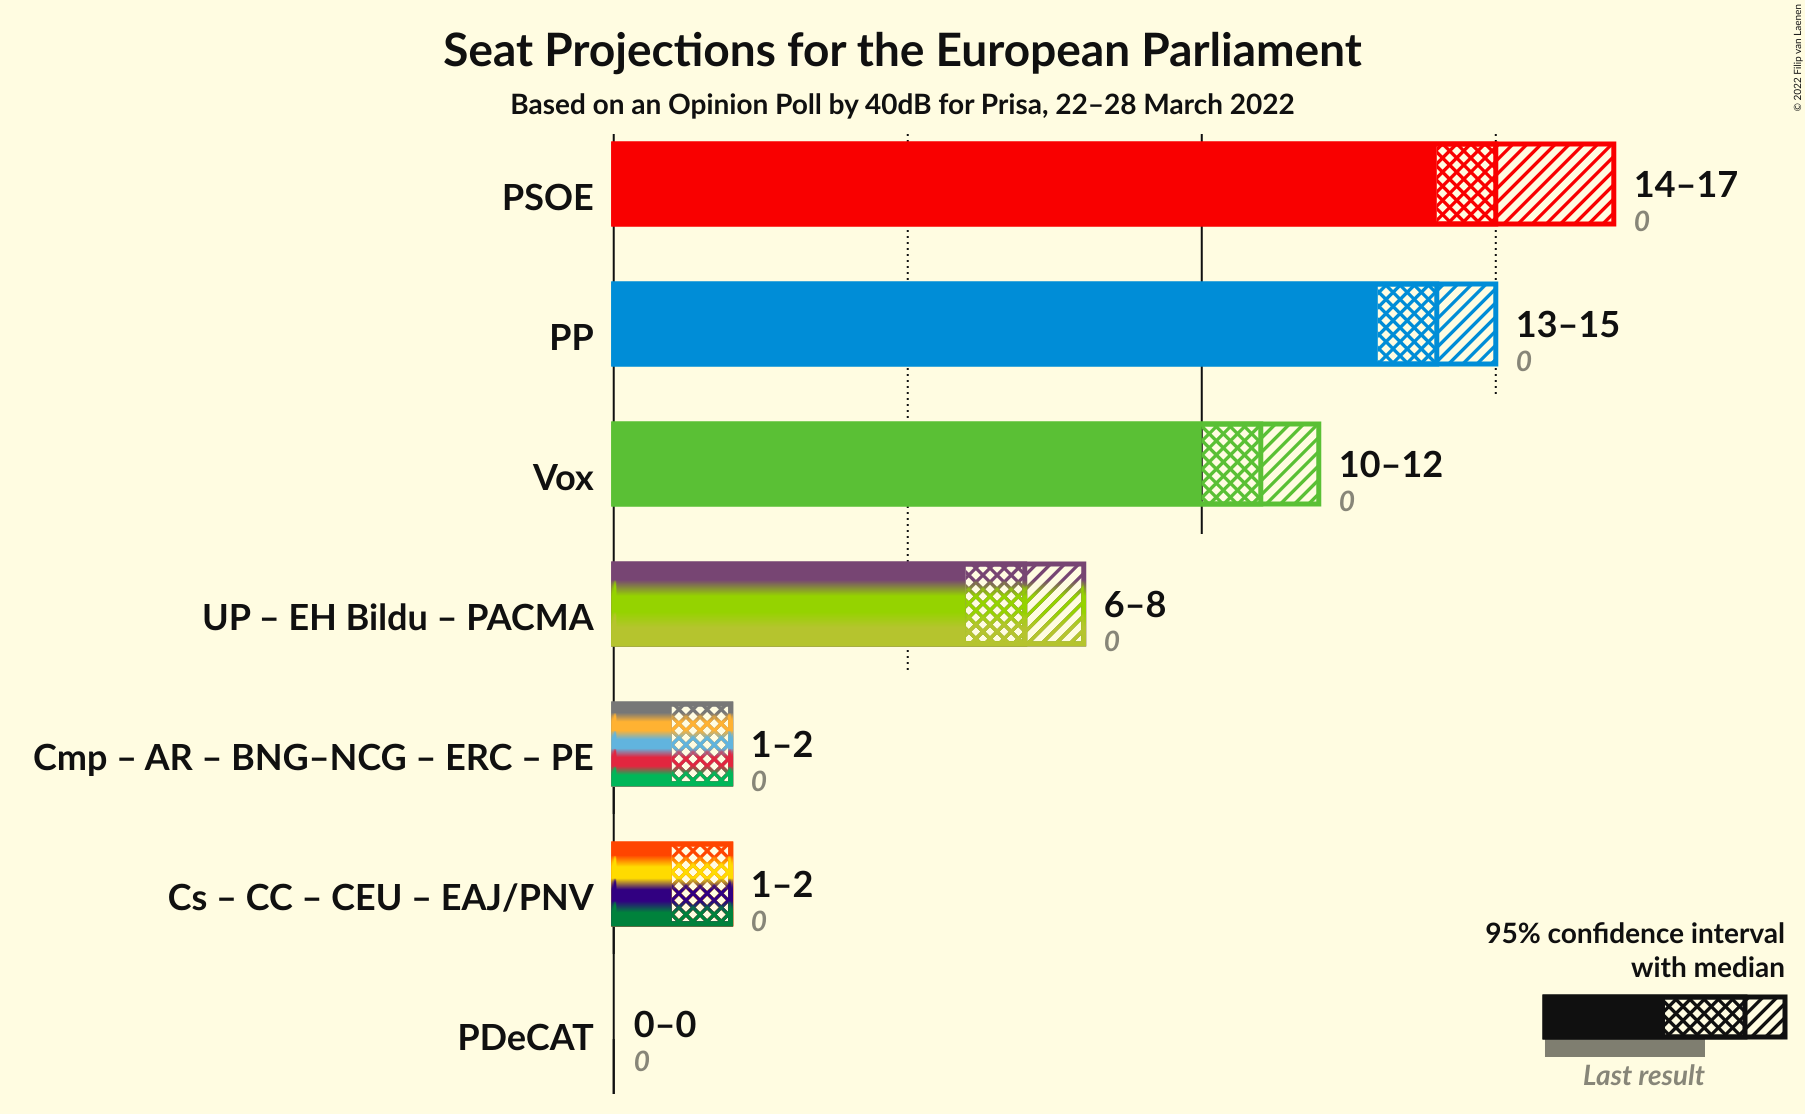 Seat Projections for the European Parliament
Based on an Opinion Poll by 40dB for Prisa, 22–28 March 2022
© 2022 Filip van Laenen
PSOE
14–17
0
PP
13–15
0
Vox
10–12
0
UP – EH Bildu – PACMA
6–8
0
Cmp – AR – BNG–NCG – ERC – PE
1–2
0
Cs – CC – CEU – EAJ/PNV
1–2
0
PDeCAT
0–0
0
95% confidence interval
with median
Last result